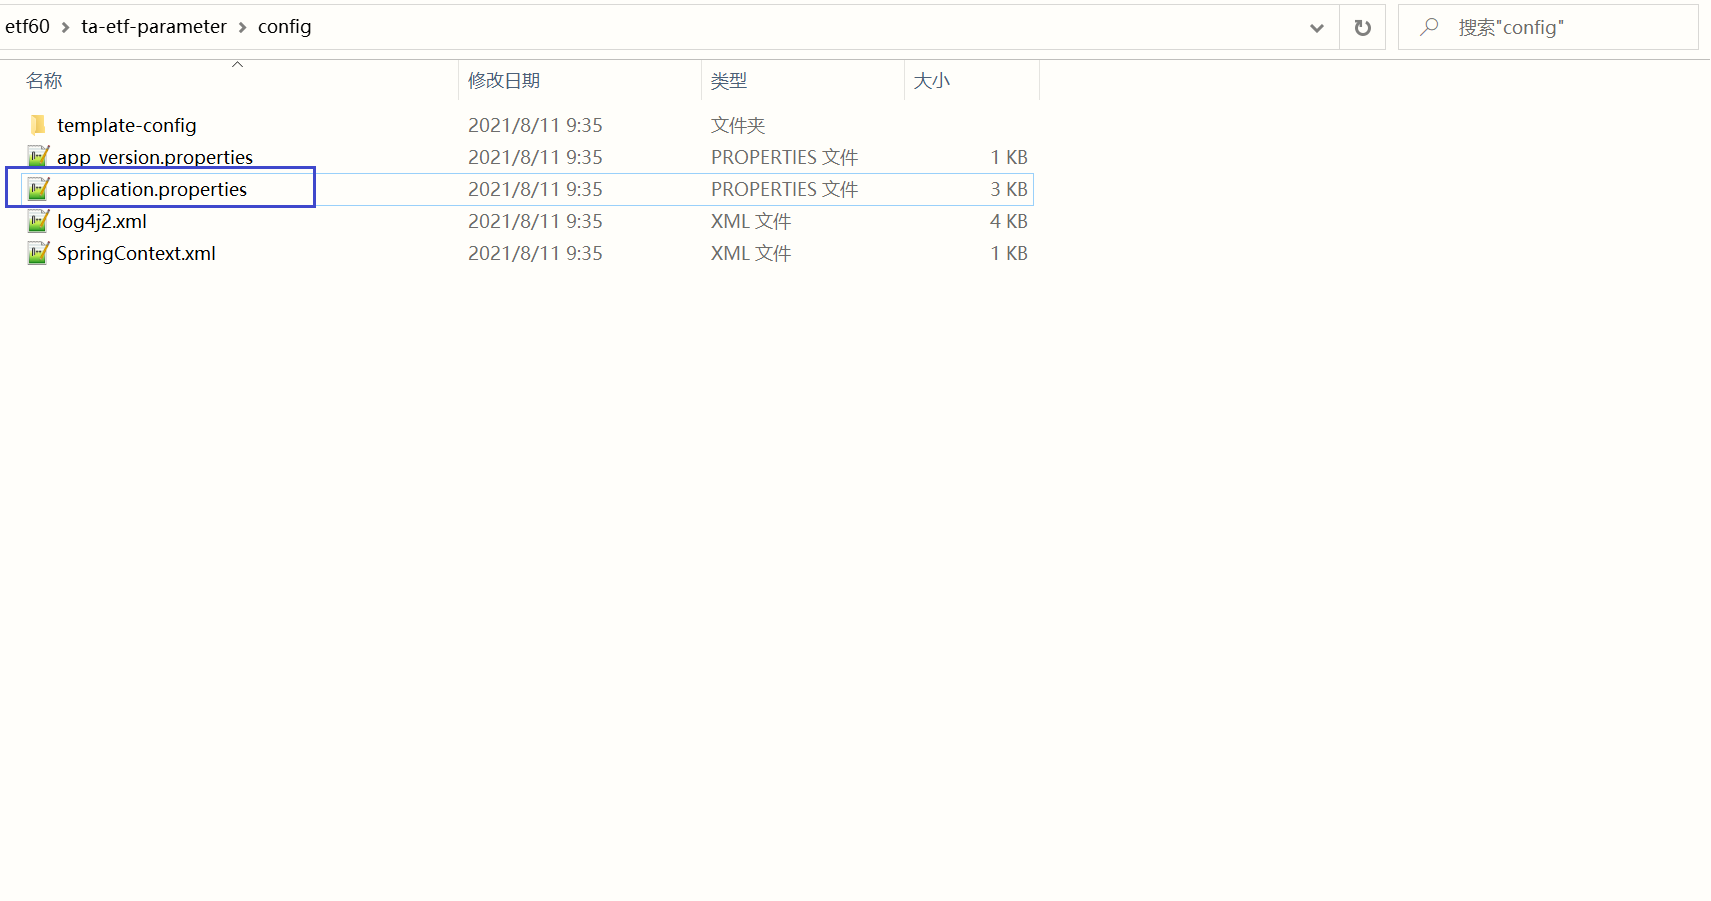 etf60 > ta-etf-parameter > config 搜索"config"
名称 修改日期 类型 大小
template-config 2021/8/11 9:35 文件夹
app_version.properties 2021/8/11 9:35 PROPERTIES 文件 1 KB
application.properties 2021/8/11 9:35 PROPERTIES 文件 3 KB
log4j2.xml 2021/8/11 9:35 XML 文件 4 KB
SpringContext.xml 2021/8/11 9:35 XML 文件 1 KB